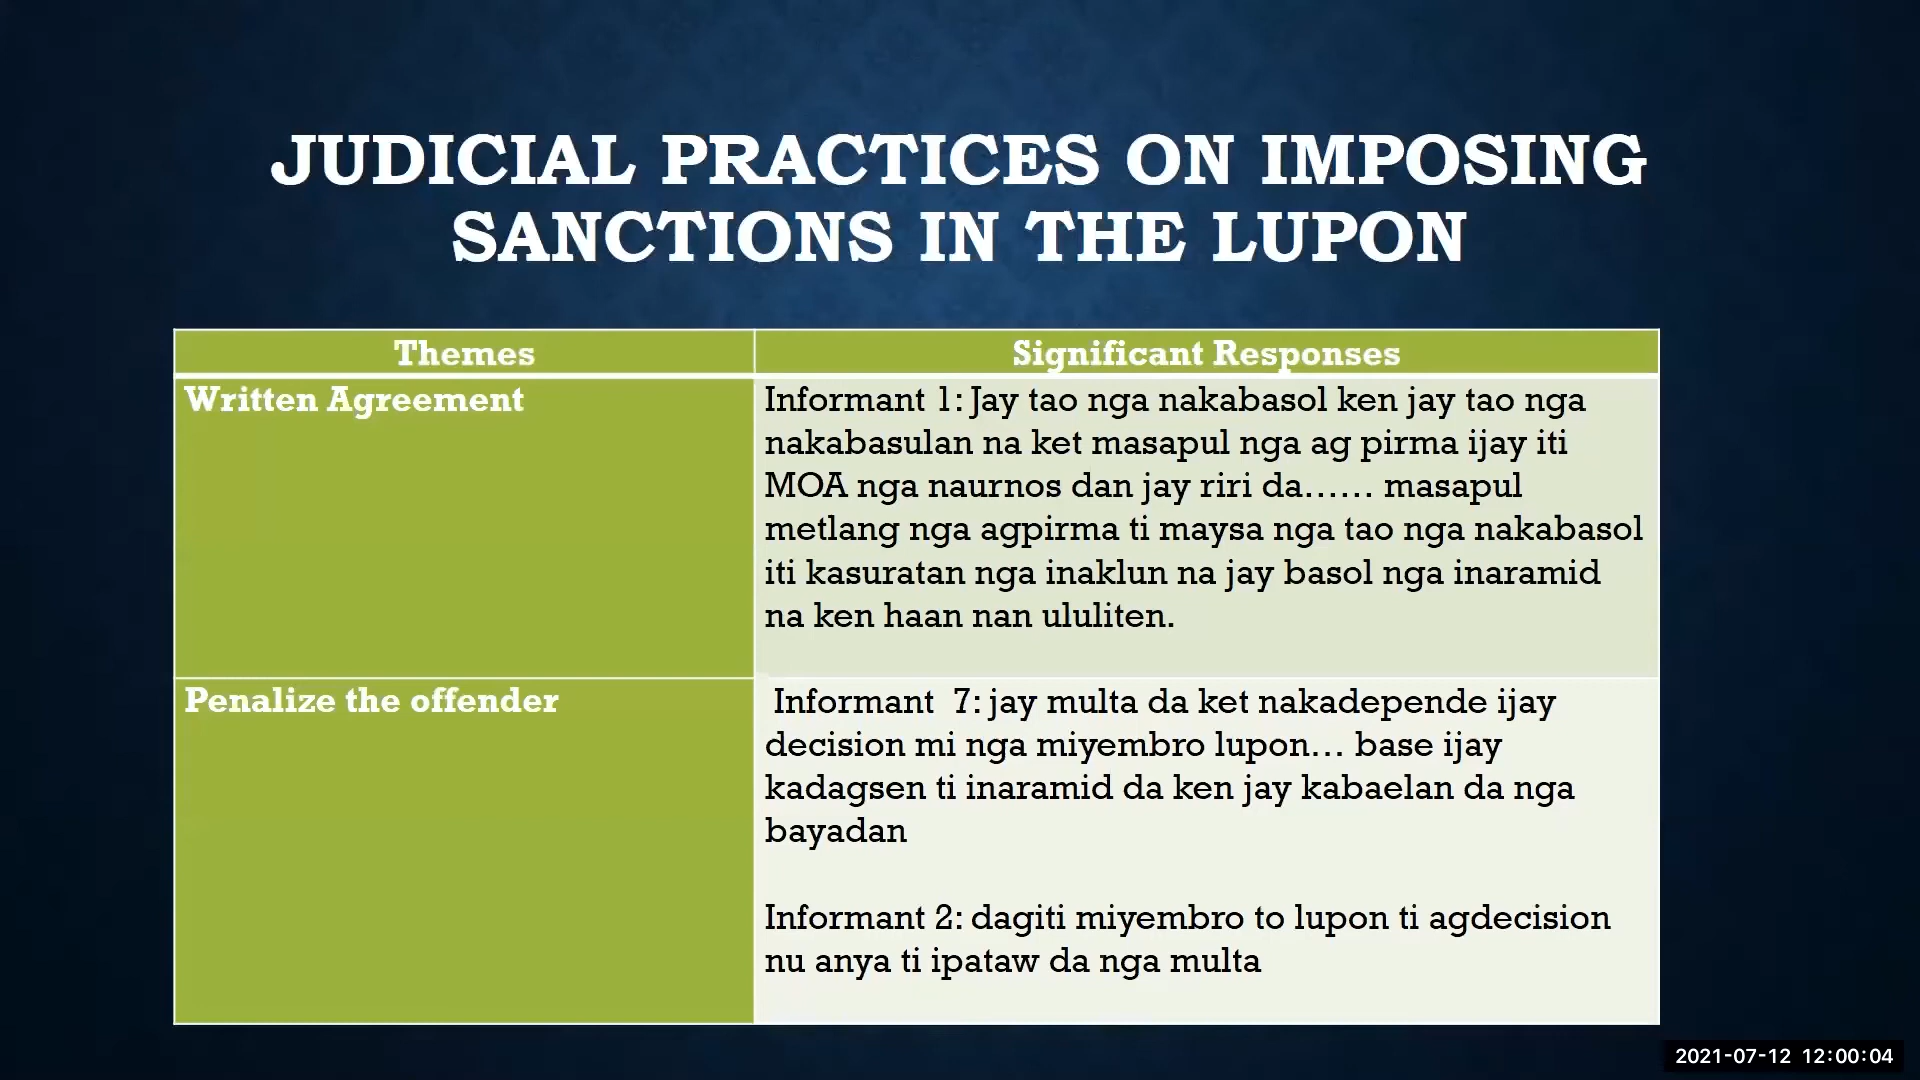 JUDICIAL PRACTICES ON IMPOSING
SANCTIONS IN THE LUPON
Themes
Significant Responses
Written Agreement
Informant 1: Jay tao nga nakabasol ken jay tao nga
nakabasulan na ket masapul nga ag pirma ijay iti
MOA nga naurnos dan jay riri da...... masapul
metlang nga agpirma ti maysa nga tao nga nakabasol
iti kasuratan nga inaklun na jay basol nga inaramid
na ken haan nan ululiten.
Penalize the offender
Informant 7: jay multa da ket nakadepende ijay
decision mi nga miyembro lupon... base ijay
kadagsen ti inaramid da ken jay kabaelan da nga
bayadan
Informant 2: dagiti miyembro to lupon ti agdecision
nu anya ti ipataw da nga multa
2021-07-12 12:00:04